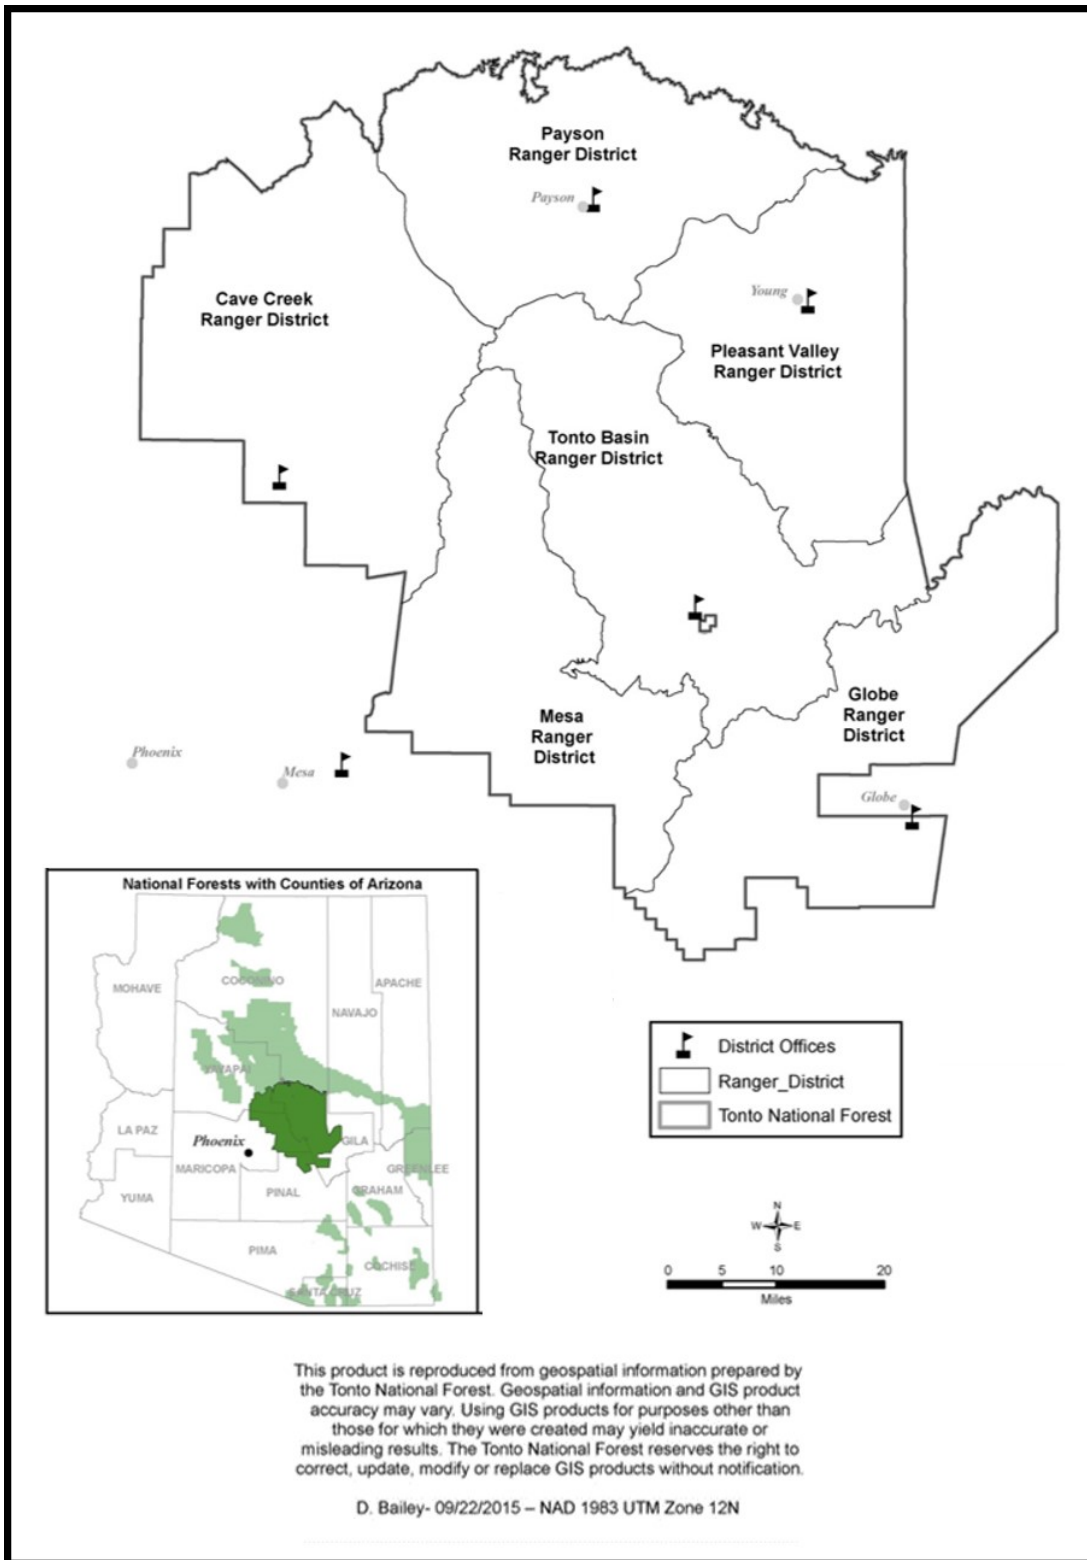 Payson
Ranger District
Payson
Cave Creek
Ranger District
Young
Pleasant Valley
Ranger District
Tonto Basin
Ranger District
Mesa
Ranger
District
Globe
Ranger
District
Globe
Phoenix
Mesa
National Forests with Counties of Arizona
MOHAVE
COCONINO
APACHE
NAVAJO
YAVAPAI
LA PAZ
Phoenix
GILA
MARICOPA
GREENLEE
YUMA
PINAL
GRAHAM
PIMA
COCHISE
SANTA CRUZ
District Offices
Ranger_District
Tonto National Forest
N
W E
S
0 5 10 20
Miles
This product is reproduced from geospatial information prepared by
the Tonto National Forest. Geospatial information and GIS product
accuracy may vary. Using GIS products for purposes other than
those for which they were created may yield inaccurate or
misleading results. The Tonto National Forest reserves the right to
correct, update, modify or replace GIS products without notification.
D. Bailey- 09/22/2015 – NAD 1983 UTM Zone 12N